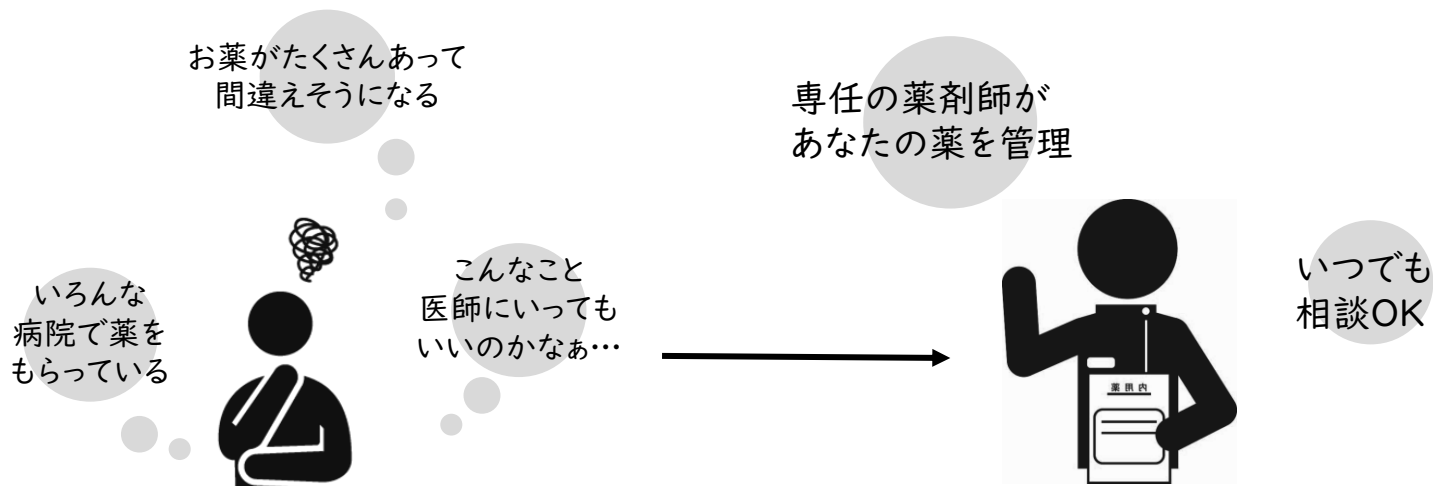 お薬がたくさんあって
間違えそうになる
いろんな
病院で薬を
もらっている
こんなこと
医師にいっても
いいのかなぁ…
専任の薬剤師が
あなたの薬を管理
いつでも
相談OK
薬用内